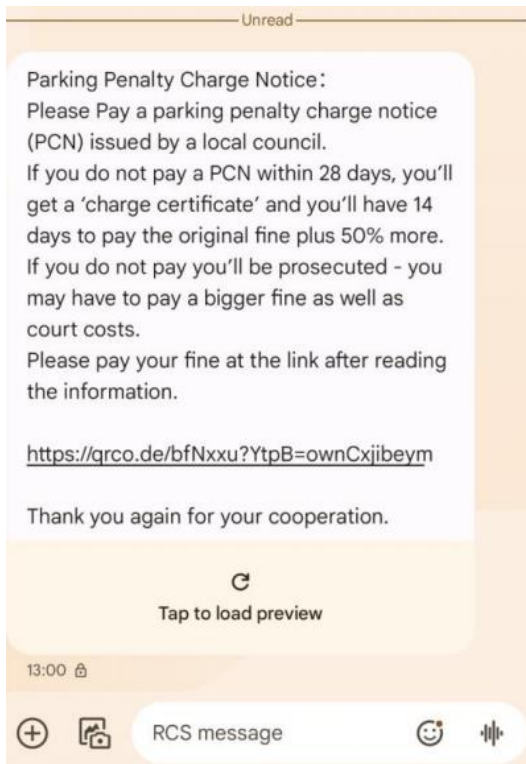 Unread
Parking Penalty Charge Notice:
Please Pay a parking penalty charge notice
(PCN) issued by a local council.
If you do not pay a PCN within 28 days, you'll
get a ‘charge certificate’ and you'll have 14
days to pay the original fine plus 50% more.
If you do not pay you'll be prosecuted - you
may have to pay a bigger fine as well as
court costs.
Please pay your fine at the link after reading
the information.
https://qrco.de/bfNxxu?YtpB=ownCxjibeym
Thank you again for your cooperation.
Tap to load preview
13:00
RCS message